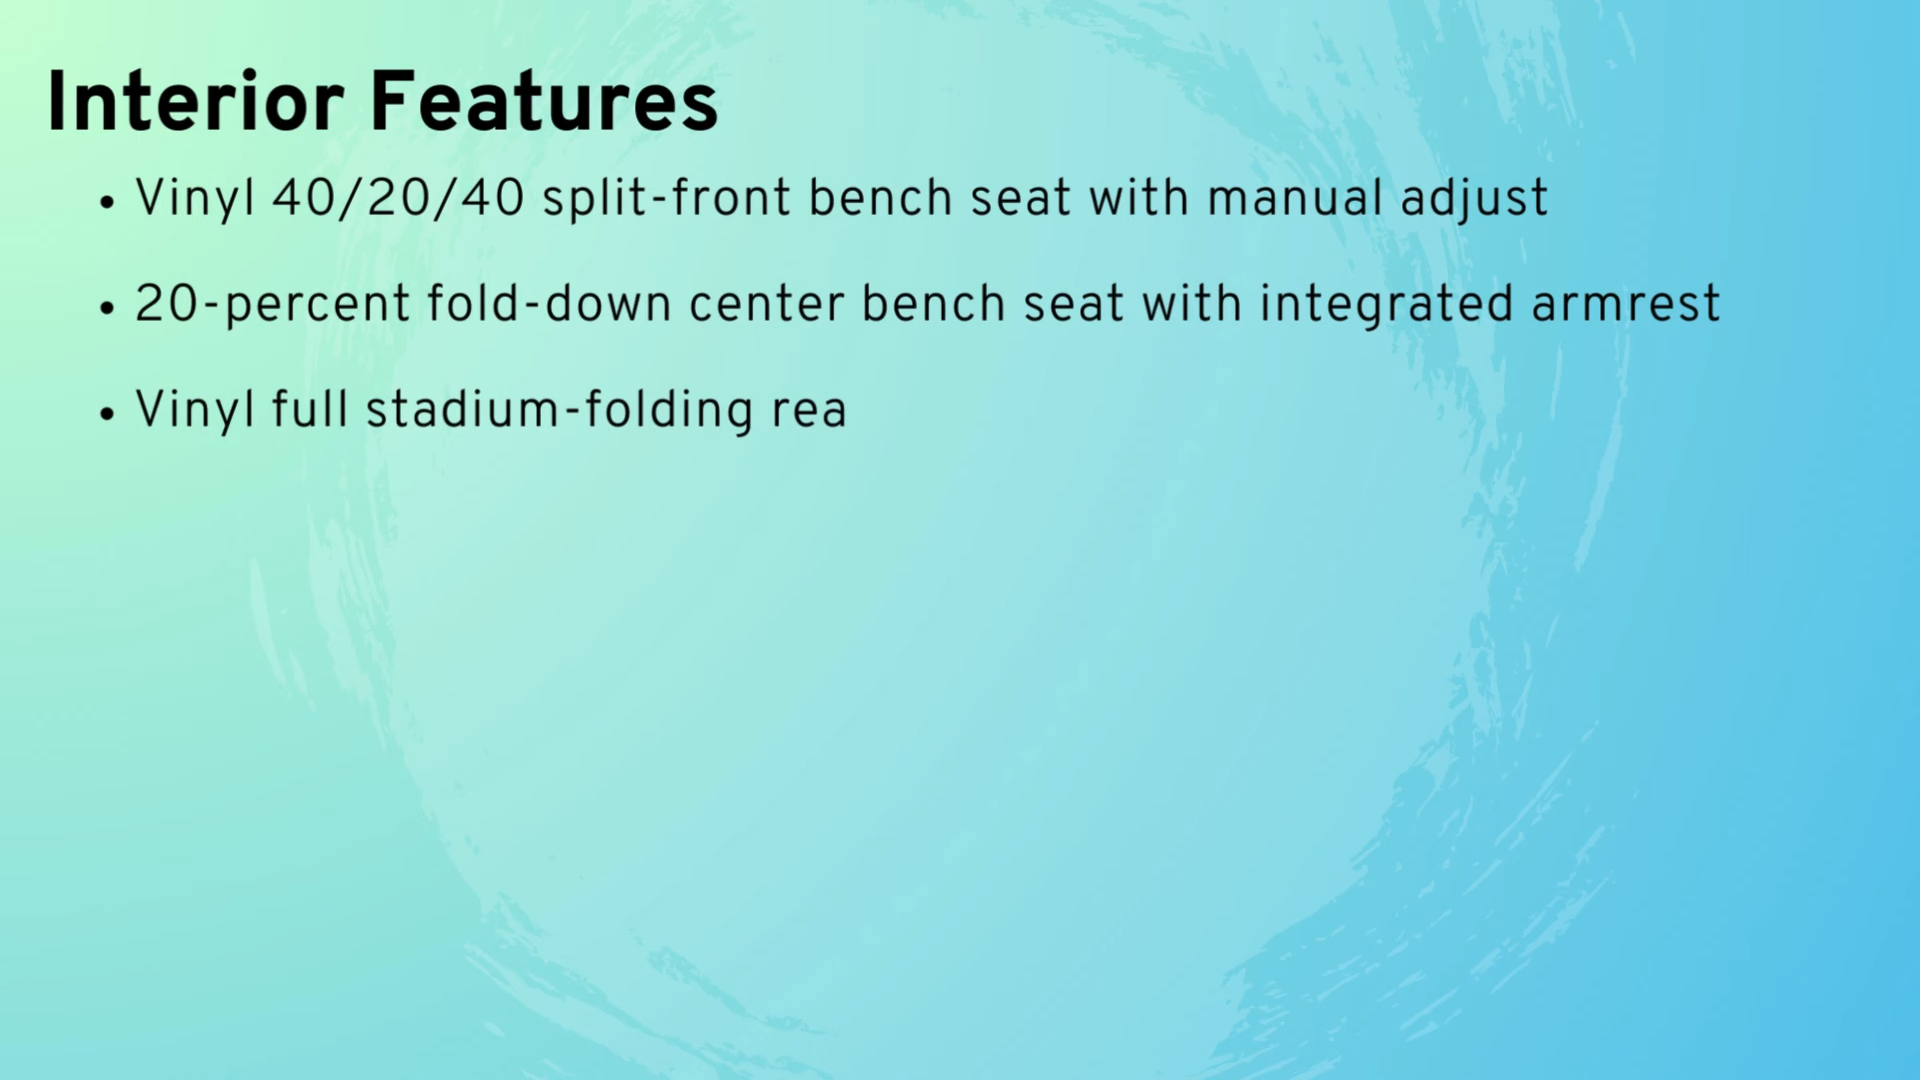 Interior Features
• Vinyl 40/20/40 split-front bench seat with manual adjust
• 20-percent fold-down center bench seat with integrated armrest
• Vinyl full stadium-folding rea